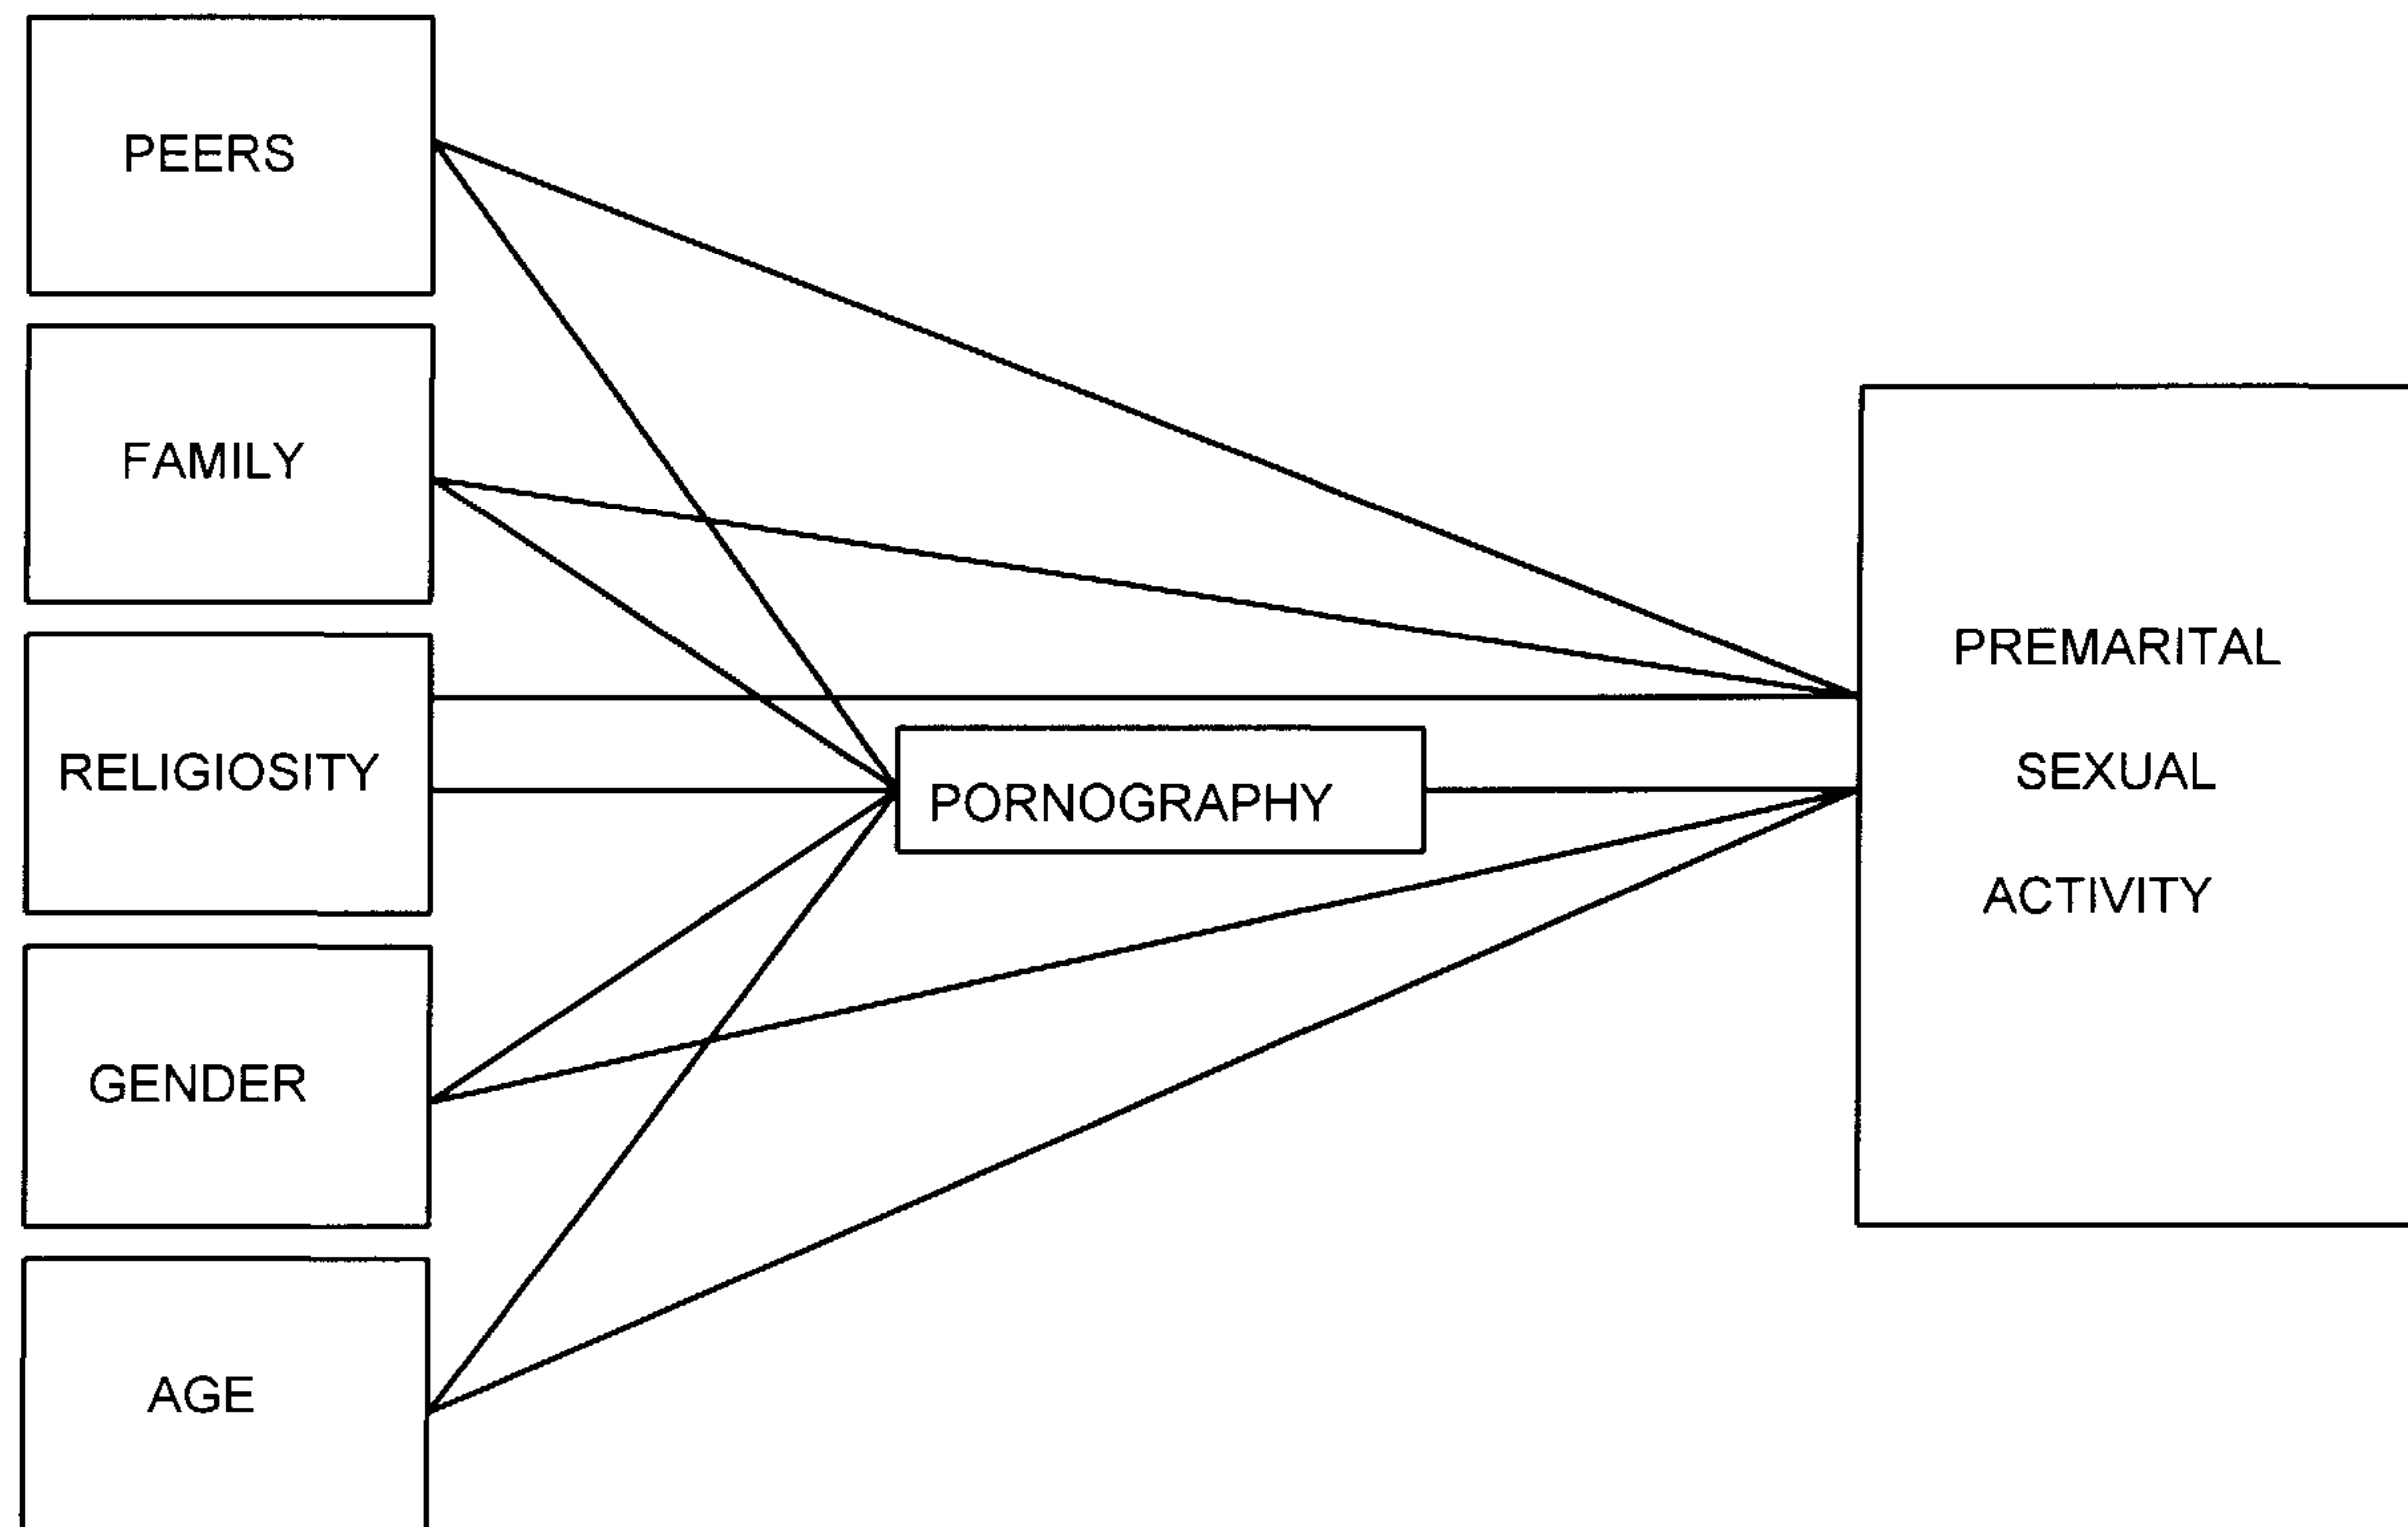 PEERS
FAMILY
RELIGIOSITY
GENDER
AGE
PORNOGRAPHY
PREMARITAL
SEXUAL
ACTIVITY